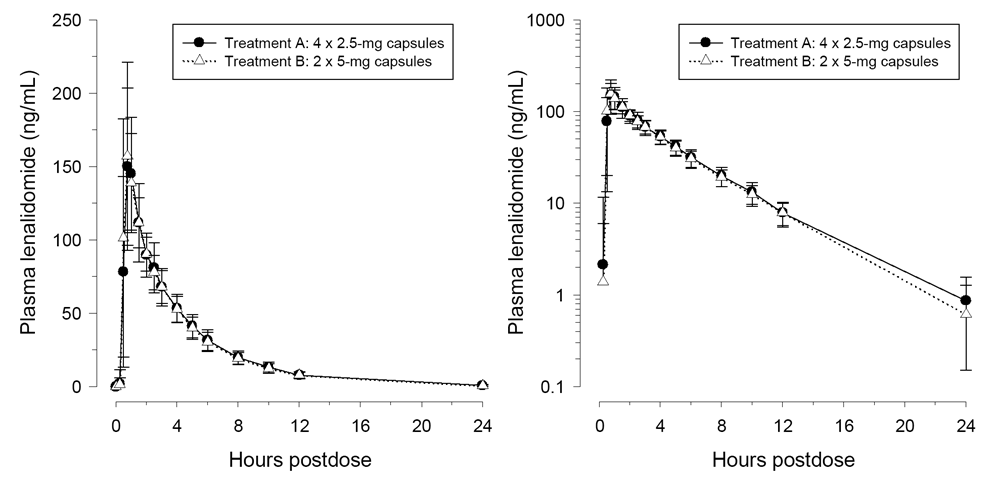 250
200
150
100
50
0
Plasma lenalidomide (ng/mL)
Treatment A: 4 x 2.5-mg capsules
Treatment B: 2 x 5-mg capsules
0 4 8 12 16 20 24
Hours postdose
1000
100
10
1
0.1
Plasma lenalidomide (ng/mL)
Treatment A: 4 x 2.5-mg capsules
Treatment B: 2 x 5-mg capsules
0 4 8 12 16 20 24
Hours postdose